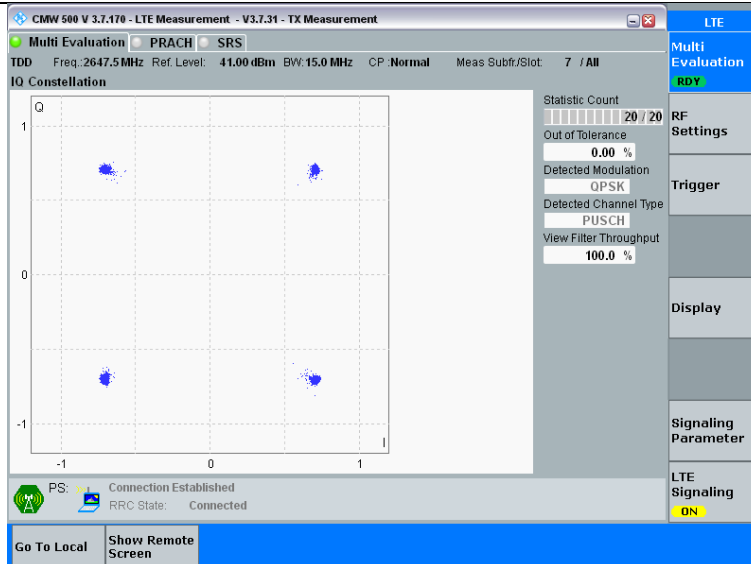 CMW 500 V 3.7.170 - LTE Measurement - V3.7.31 - TX Measurement
LTE
Multi Evaluation PRACH SRS
TDD Freq.:2647.5 MHz Ref. Level: 41.00 dBm BW:15.0 MHz CP :Normal Meas Subfr./Slot: 7 / All
IQ Constellation
Q
1
0
-1
-1 0 1
I
Statistic Count
20 / 20
Out of Tolerance
0.00 %
Detected Modulation
QPSK
Detected Channel Type
PUSCH
View Filter Throughput
100.0 %
Multi
Evaluation
RDY
RF
Settings
Trigger
Display
Signaling
Parameter
LTE
Signaling
ON
PS: Connection Established
RRC State: Connected
Go To Local
Show Remote
Screen